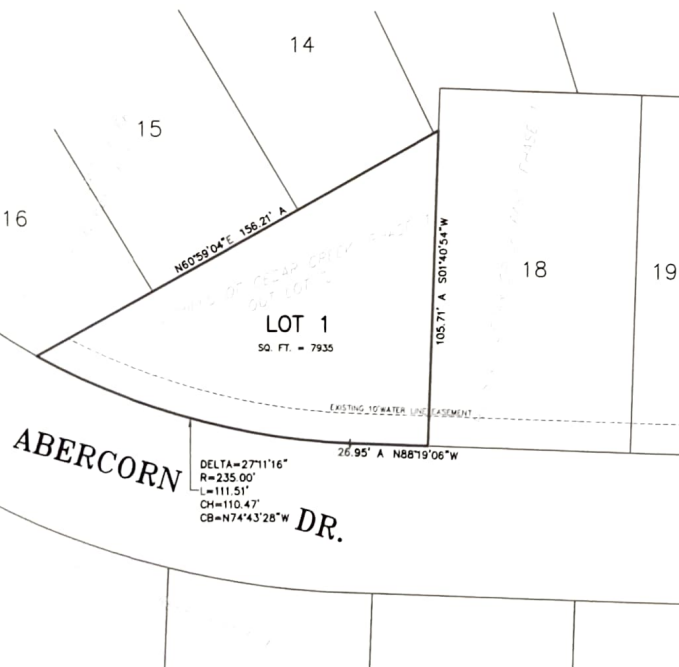 14
15
16
N60°59'04"E 156.21' A
105.71' A S01°40'54"W
18
19
OUT LOT
LOT 1
SQ. FT. = 7935
EXISTING 10' WATER LINE EASEMENT
26.95' A N88°19'06"W
ABERCORN DR.
DELTA=27°11'16"
R=235.00'
L=111.51'
CH=110.47'
CB=N74°43'28"W